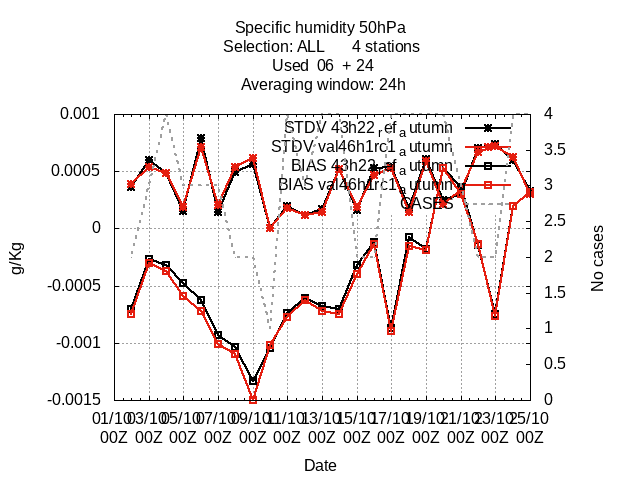 Specific humidity 50hPa
Selection: ALL      4 stations
Used  06  + 24
Averaging window: 24h
0.001
0.0005
0
-0.0005
-0.001
-0.0015
g/Kg
4
3.5
3
2.5
2
1.5
1
0.5
0
No cases
STDV 43h22_ref_autumn
STDV val46h1rc1_autumn
BIAS 43h22_ref_autumn
BIAS val46h1rc1_autumn
CASES
01/10 03/10 05/10 07/10 09/10 11/10 13/10 15/10 17/10 19/10 21/10 23/10 25/10
00Z 00Z 00Z 00Z 00Z 00Z 00Z 00Z 00Z 00Z 00Z 00Z 00Z
Date